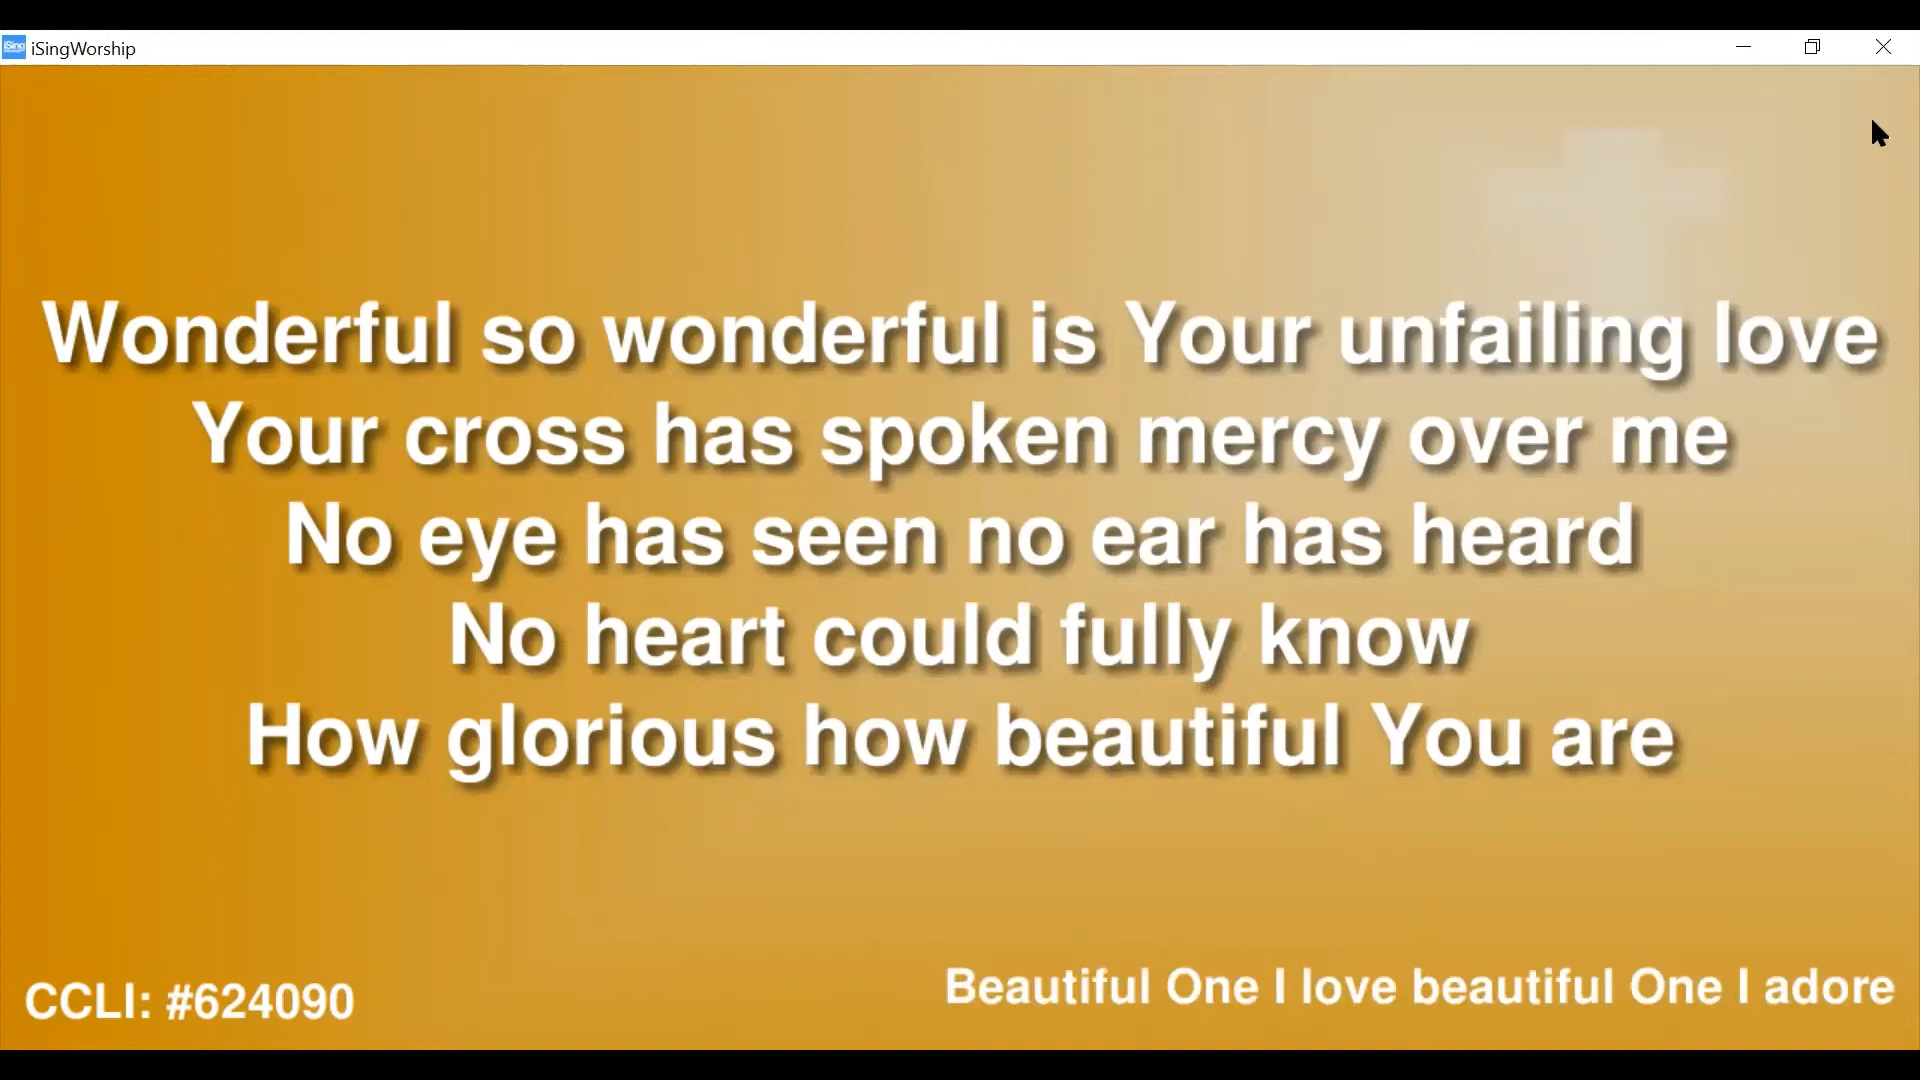 iSing
iSingWorship
Wonderful so wonderful is Your unfailing love
Your cross has spoken mercy over me
No eye has seen no ear has heard
No heart could fully know
How glorious how beautiful You are
CCLI: #624090
Beautiful One I love beautiful One I adore